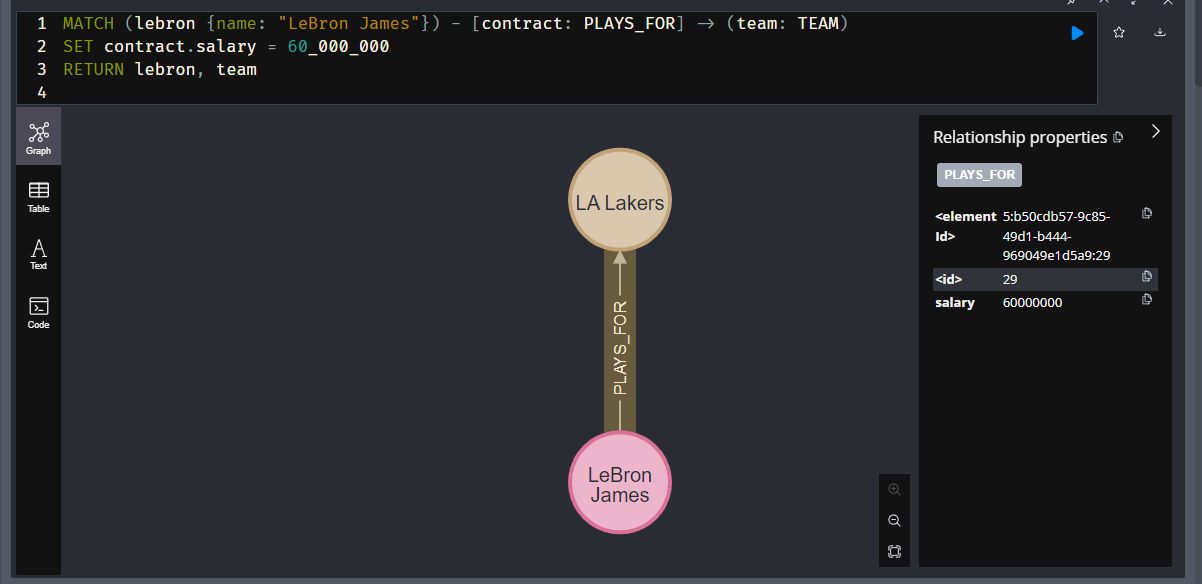 1 MATCH (lebron {name: "LeBron James"}) - [contract: PLAYS_FOR] → (team: TEAM)
2 SET contract.salary = 60_000_000
3 RETURN lebron, team
4
Graph
Table
Text
Code
LA Lakers
PLAYS_FOR
LeBron
James
Relationship properties
PLAYS_FOR
<element 5:b50cdb57-9c85-
Id> 49d1-b444-
969049e1d5a9:29
<id> 29
salary 60000000